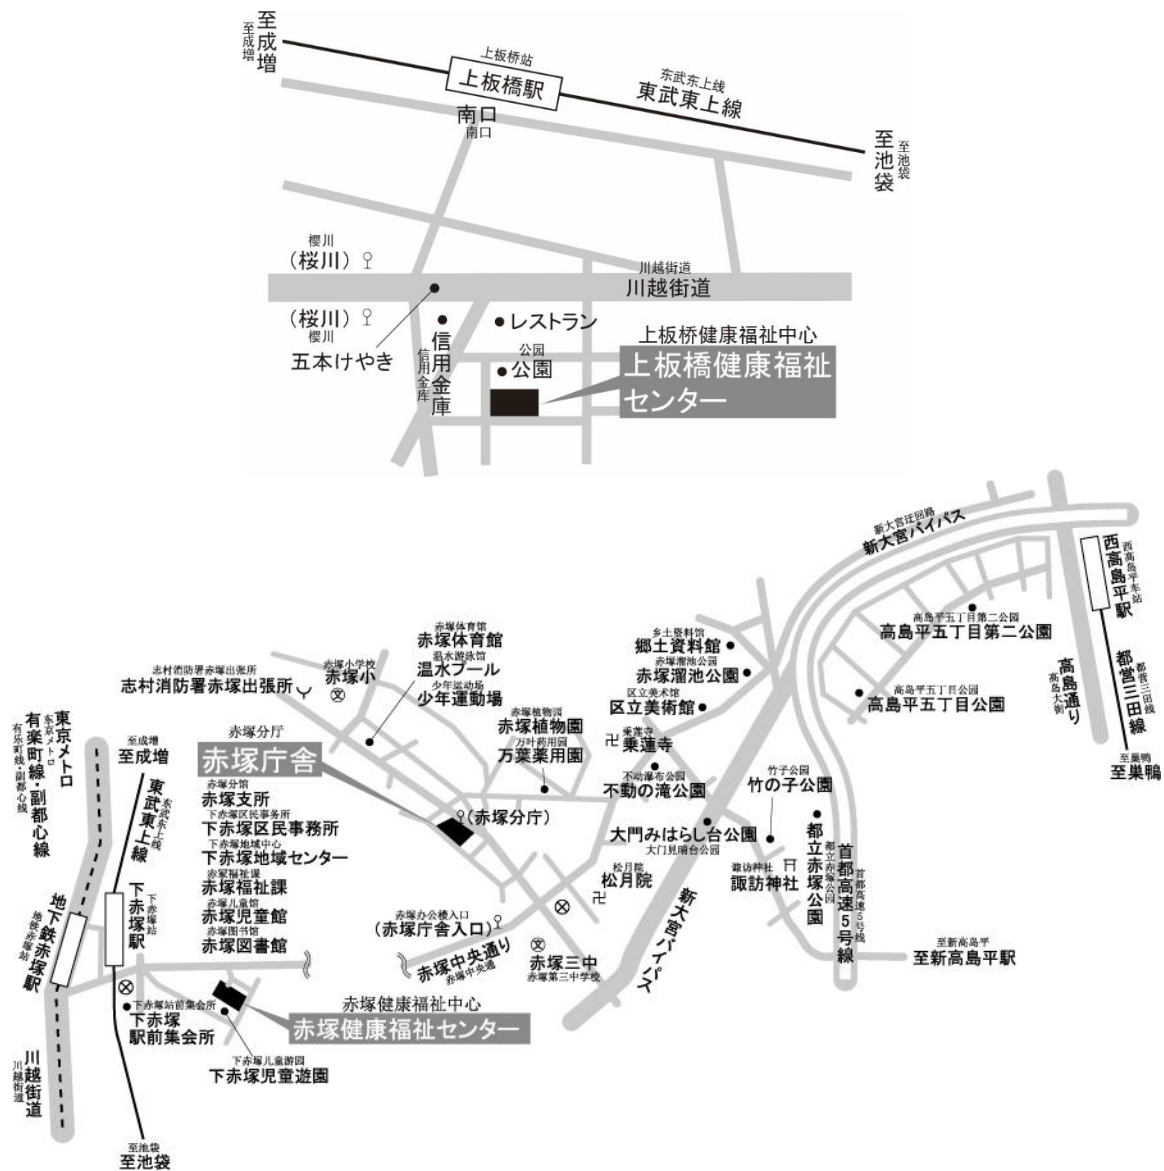 至成増
至成増
上板桥站
上板橋駅
东武东上线
東武東上線
南口
南口
至池袋
至池袋
樱川
(桜川)
川越街道
川越街道
(桜川)
樱川
五本けやき
信用金庫
信用金库
レストラン
公园
公園
上板桥健康福祉中心
上板橋健康福祉
センター
新大宮迂回路
新大宮バイパス
西高島平车站
西高島平駅
都营三田线
都営三田線
至巢鸭
至巣鴨
高島平五丁目第二公园
高島平五丁目第二公園
高島平五丁目公园
高島平五丁目公園
高島通り
高岛大街
乡土资料馆
郷土資料館
赤塚溜池公园
赤塚溜池公園
区立美术馆
区立美術館
乘莲寺
乗蓮寺
不动瀑布公园
不動の滝公園
竹子公园
竹の子公園
大門みはらし台公園
大门见晴台公园
諏訪神社
諏訪神社
都立赤塚公園
都立赤塚公园
首都高速5号線
首都高速5号线
至新高岛平
至新高島平駅
新大宮バイパス
松月院
松月院
赤塚体育馆
赤塚体育館
温水游泳馆
温水プール
少年运动场
少年運動場
赤塚小学校
赤塚小
志村消防署赤塚出張所
志村消防署赤塚出張所
赤塚植物园
赤塚植物園
万叶药用园
万葉薬用園
赤塚分厅
赤塚庁舎
赤塚分馆
赤塚支所
下赤塚区民事务所
下赤塚区民事務所
下赤塚地域中心
下赤塚地域センター
赤冢福祉课
赤塚福祉課
赤塚儿童馆
赤塚児童館
赤塚图书馆
赤塚図書館
(赤塚分庁)
赤塚办公楼入口
(赤塚庁舎入口)
赤塚中央通り
赤塚中央通
赤塚三中
赤塚第三中学校
東京メトロ
东京メトロ
有楽町線・副都心線
有乐町线・副都心线
至成增
至成増
東武東上線
东武东上线
下赤塚駅
下赤塚站
地下鉄赤塚駅
地铁赤塚站
下赤塚站前集会所
下赤塚
駅前集会所
赤塚健康福祉中心
赤塚健康福祉センター
下赤塚儿童游园
下赤塚児童遊園
川越街道
川越街道
至池袋
至池袋